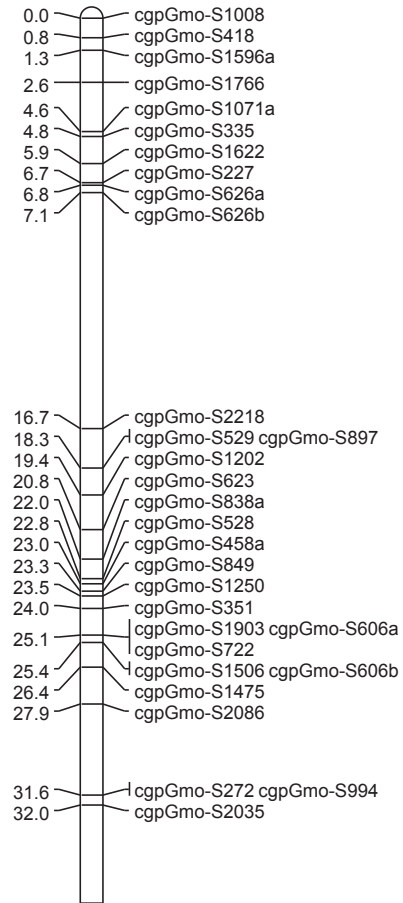 0.0 cgpGmo-S1008
0.8 cgpGmo-S418
1.3 cgpGmo-S1596a
2.6 cgpGmo-S1766
4.6 cgpGmo-S1071a
4.8 cgpGmo-S335
5.9 cgpGmo-S1622
6.7 cgpGmo-S227
6.8 cgpGmo-S626a
7.1 cgpGmo-S626b
16.7 cgpGmo-S2218
18.3 cgpGmo-S529 cgpGmo-S897
19.4 cgpGmo-S1202
20.8 cgpGmo-S623
22.0 cgpGmo-S838a
22.8 cgpGmo-S528
23.0 cgpGmo-S458a
23.3 cgpGmo-S849
23.5 cgpGmo-S1250
24.0 cgpGmo-S351
25.1 cgpGmo-S1903 cgpGmo-S606a
cgpGmo-S722
25.4 cgpGmo-S1506 cgpGmo-S606b
26.4 cgpGmo-S1475
27.9 cgpGmo-S2086
31.6 cgpGmo-S272 cgpGmo-S994
32.0 cgpGmo-S2035